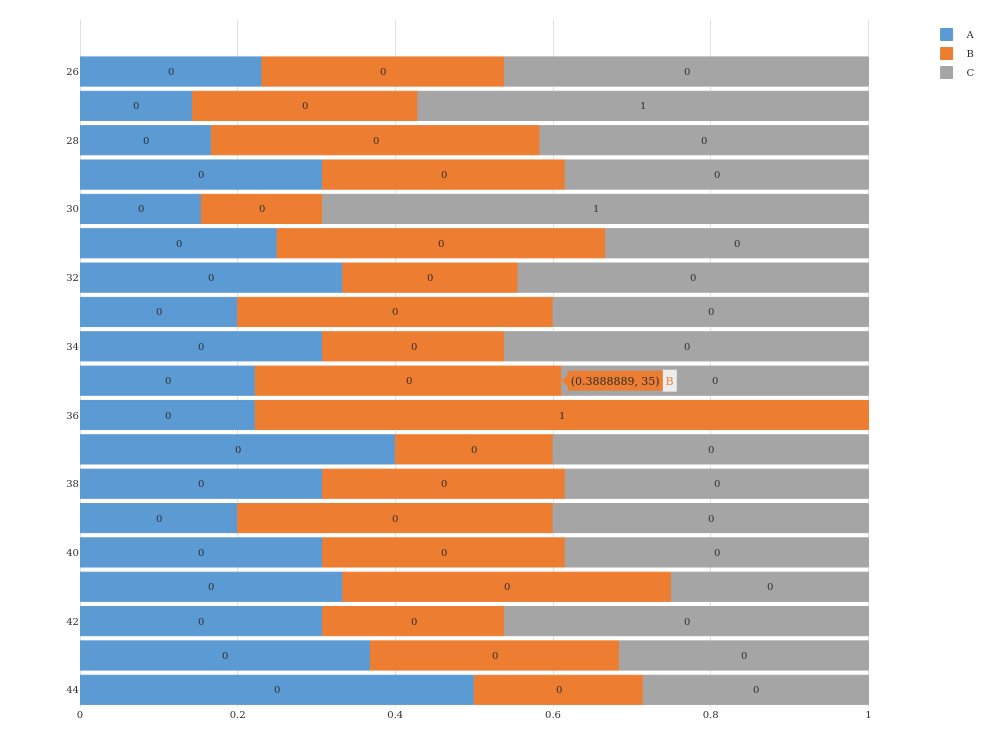 A
B
C
26 0 0 0
0 0 1
28 0 0 0
0 0 0
30 0 0 1
0 0 0
32 0 0 0
0 0 0
34 0 0 0
0 0 (0.3888889, 35) B 0
36 0 1
0 0 0
38 0 0 0
0 0 0
40 0 0 0
0 0 0
42 0 0 0
0 0 0
44 0 0 0
0 0.2 0.4 0.6 0.8 1